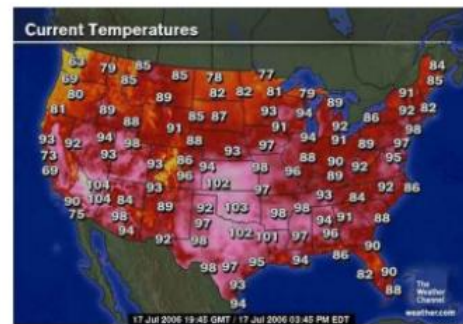 Current Temperatures
63 79 85 85 78 77 84
69 85 82 82 81 79 85
80 89 89 91
81 89 88 91 85 87 93 94 89 86 92 82
93 92 94 98 88 91 94 92 98
73 93 93 86 94 93 98 88 91 89 97
69 96 96 90 92 95
104 93 102 97 89 92 86
90 104 84 89 92 103 93 84
75 98 97 98 98 94 91 88
94 92 98 102 101 97 96
98 97 95 94 86 90
93 82 90
94 88
The
Weather
Channel
weather.com
17 Jul 2006 19:45 GMT / 17 Jul 2006 03:45 PM EDT